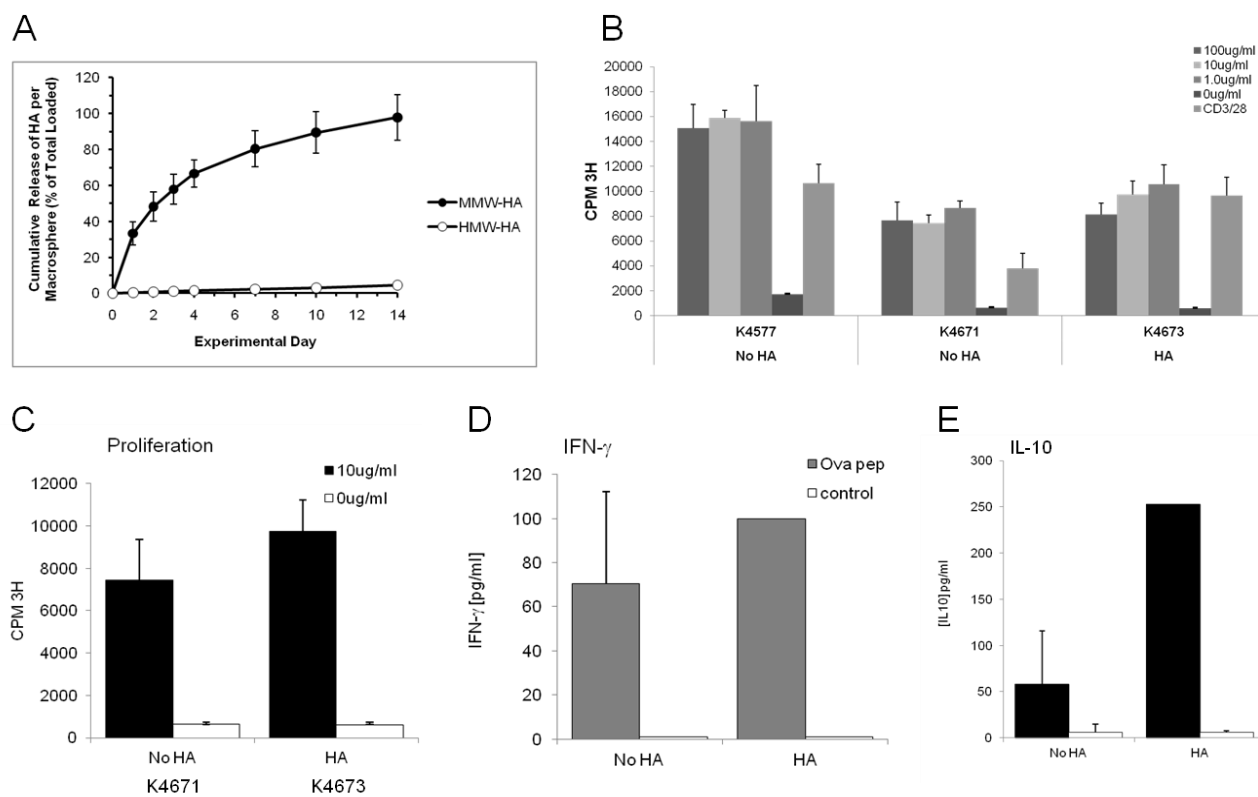 A
120
100
80
60
40
20
0
0 2 4 6 8 10 12 14
Cumulative Release of HA per
Macrosphere (% of Total Loaded)
Experimental Day
MMW-HA
HMW-HA
B
100ug/ml
10ug/ml
1.0ug/ml
0ug/ml
CD3/28
20000
18000
16000
14000
12000
10000
8000
6000
4000
2000
0
CPM 3H
K4577 K4671 K4673
No HA No HA HA
C
Proliferation
10ug/ml
0ug/ml
12000
10000
8000
6000
4000
2000
0
CPM 3H
No HA HA
K4671 K4673
D
IFN-γ
Ova pep
control
120
100
80
60
40
20
0
IFN-γ [pg/ml]
No HA HA
E
IL-10
300
250
200
150
100
50
0
[IL10]pg/ml
No HA HA